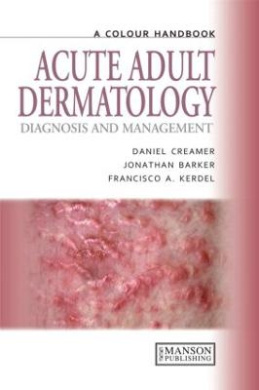 A COLOUR HANDBOOK
ACUTE ADULT
DERMATOLOGY
DIAGNOSIS AND MANAGEMENT
DANIEL CREAMER
JONATHAN BARKER
FRANCISCO A. KERDEL
MANSON
PUBLISHING